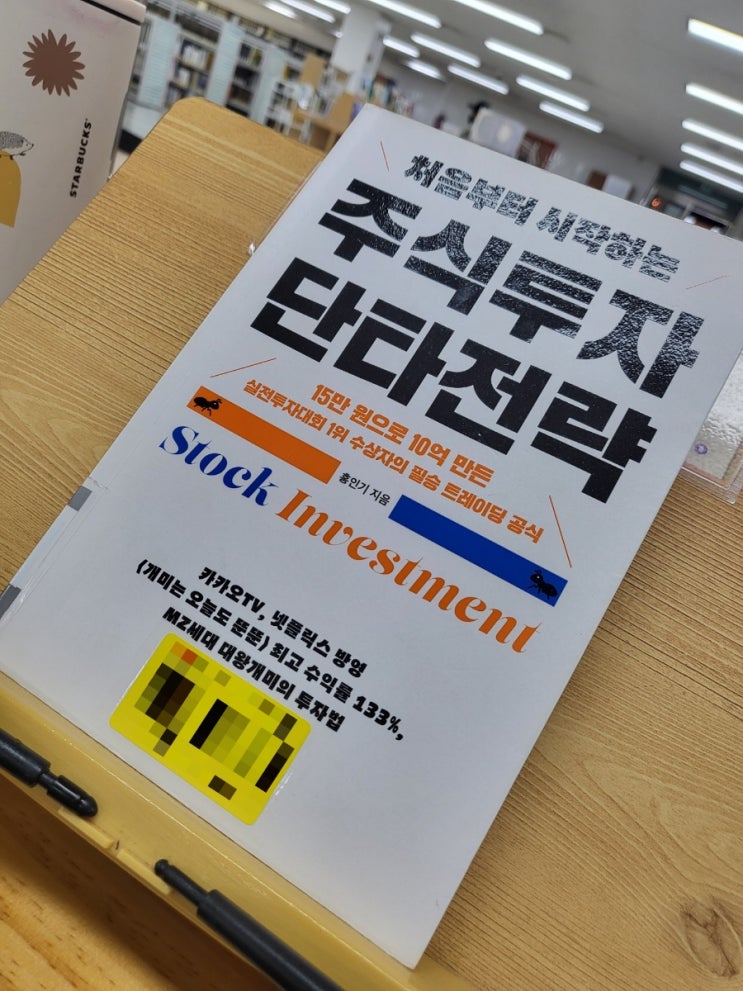 STARBUCKS
처음부터 시작하는
주식투자
단타전략
15만 원으로 10억 만든
실전투자대회 1위 수상자의 필승 트레이딩 공식
홍인기 지음
Stock Investment
카카오TV, 넷플릭스 방영
(개미는 오늘도 뚠뚠) 최고 수익률 133%,
MZ세대 대왕개미의 투자법